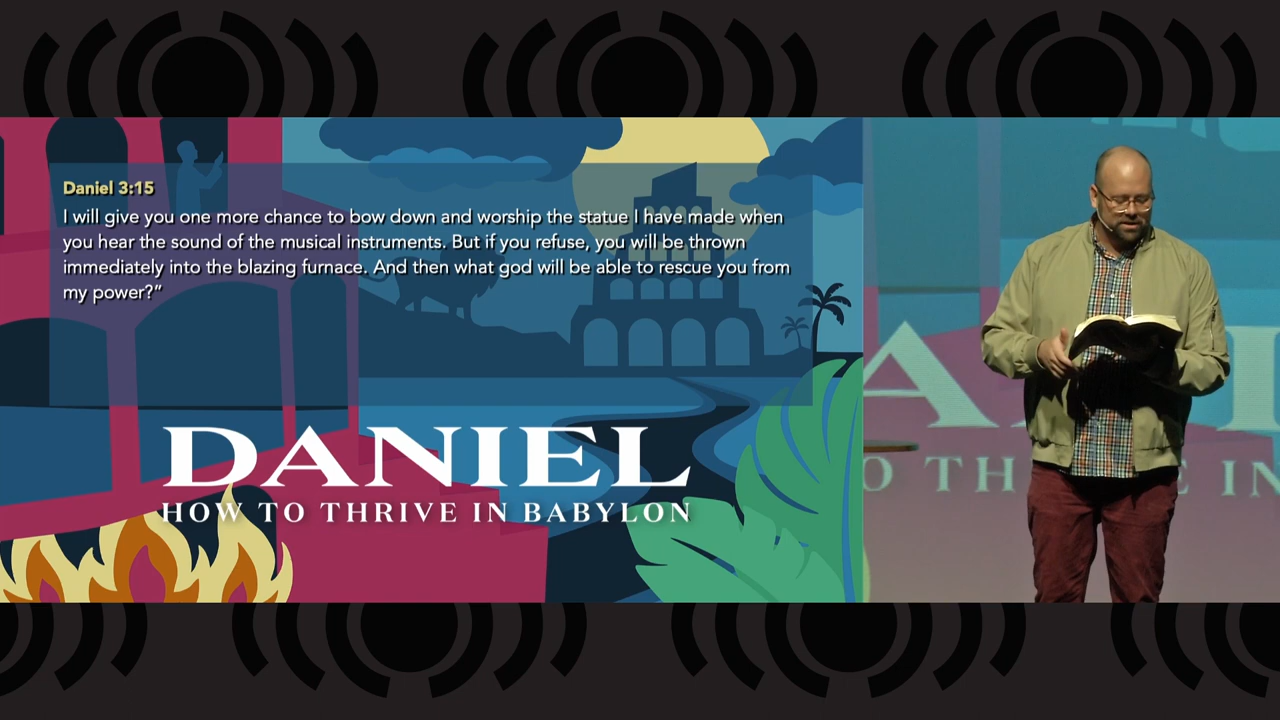 Daniel 3:15
I will give you one more chance to bow down and worship the statue I have made when
you hear the sound of the musical instruments. But if you refuse, you will be thrown
immediately into the blazing furnace. And then what god will be able to rescue you from
my power?”
DANIEL
HOW TO THRIVE IN BABYLON
A I
O TH E IN